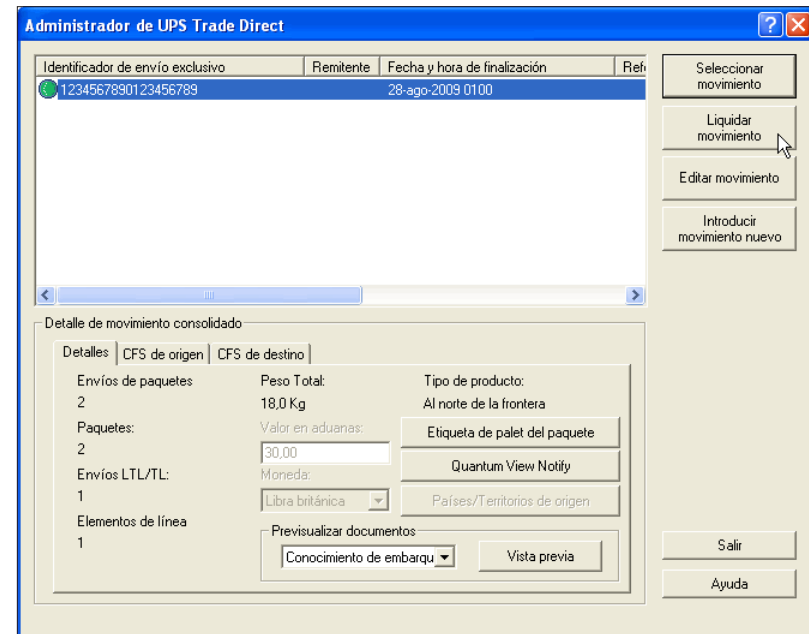 Administrador de UPS Trade Direct
Identificador de envío exclusivo Remitente Fecha y hora de finalización Refe
1234567890123456789 28-ago-2009 0100
Seleccionar
movimiento
Liquidar
movimiento
Editar movimiento
Introducir
movimiento nuevo
Detalle de movimiento consolidado
Detalles CFS de origen CFS de destino
Envíos de paquetes Peso Total: Tipo de producto:
2 18,0 Kg Al norte de la frontera
Paquetes: Valor en aduanas: Etiqueta de palet del paquete
2 30,00
Envíos LTL/TL: Moneda: Quantum View Notify
1 Libra británica Países/Territorios de origen
Elementos de línea
1
Previsualizar documentos
Conocimiento de embarqu Vista previa
Salir
Ayuda